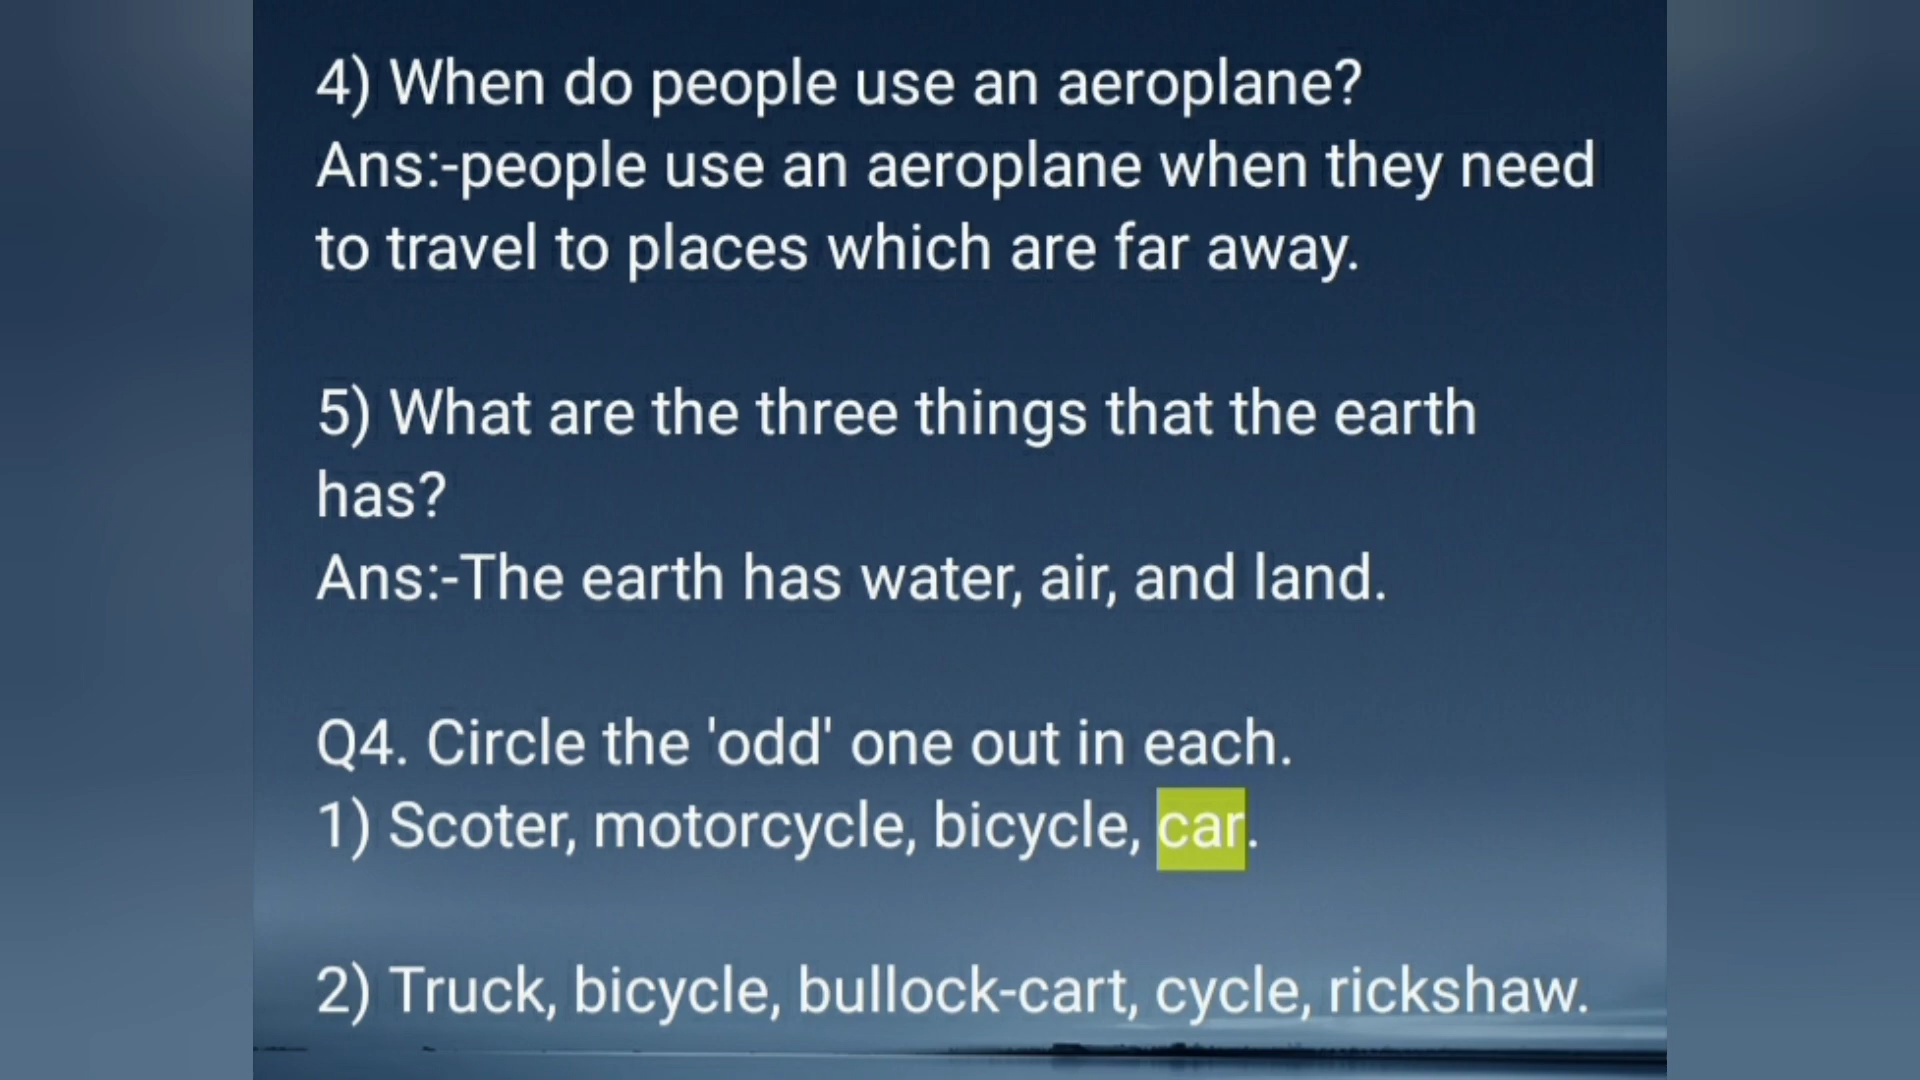 4) When do people use an aeroplane?
Ans:-people use an aeroplane when they need
to travel to places which are far away.
5) What are the three things that the earth
has?
Ans:-The earth has water, air, and land.
Q4. Circle the 'odd' one out in each.
1) Scoter, motorcycle, bicycle, car.
2) Truck, bicycle, bullock-cart, cycle, rickshaw.